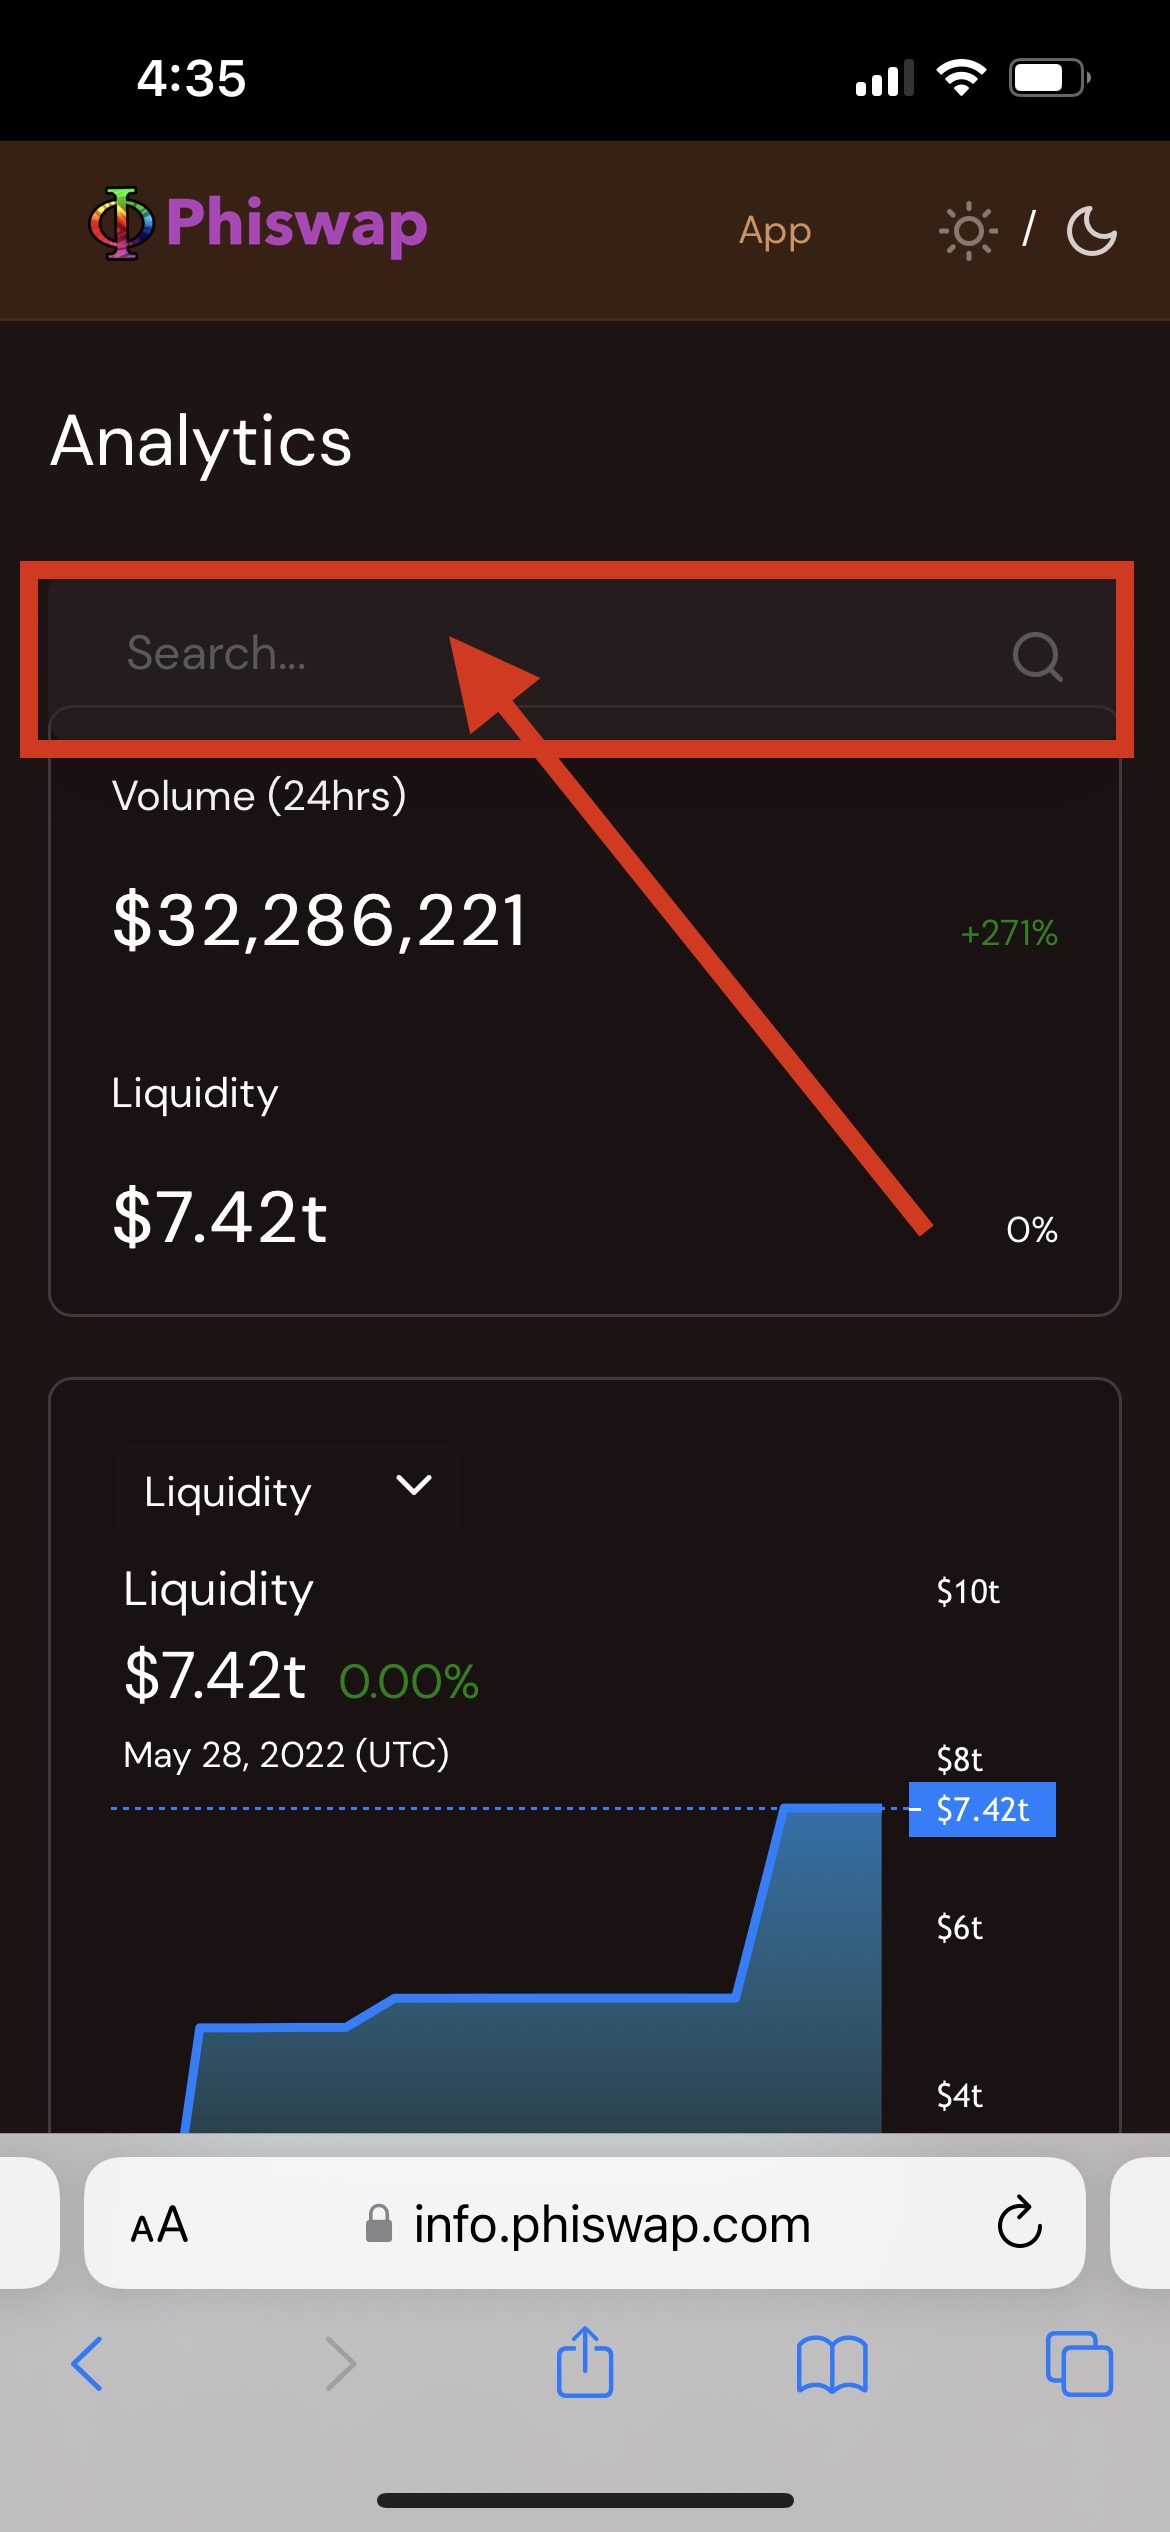 4:35
Phiswap
App
/
Analytics
Search...
Volume (24hrs)
$32,286,221
+271%
Liquidity
$7.42t
0%
Liquidity
Liquidity
$10t
$7.42t 0.00%
May 28, 2022 (UTC)
$8t
$7.42t
$6t
$4t
AA info.phiswap.com